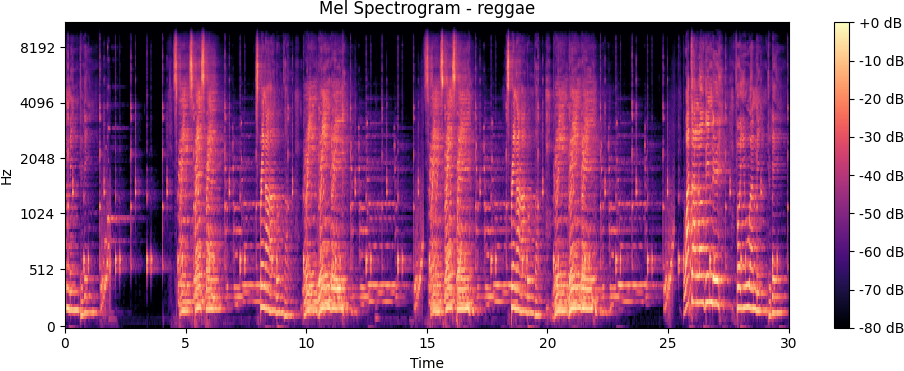 Mel Spectrogram - reggae
Hz
8192
4096
2048
1024
512
0
0
5
10
15
20
25
30
Time
+0 dB
-10 dB
-20 dB
-30 dB
-40 dB
-50 dB
-60 dB
-70 dB
-80 dB